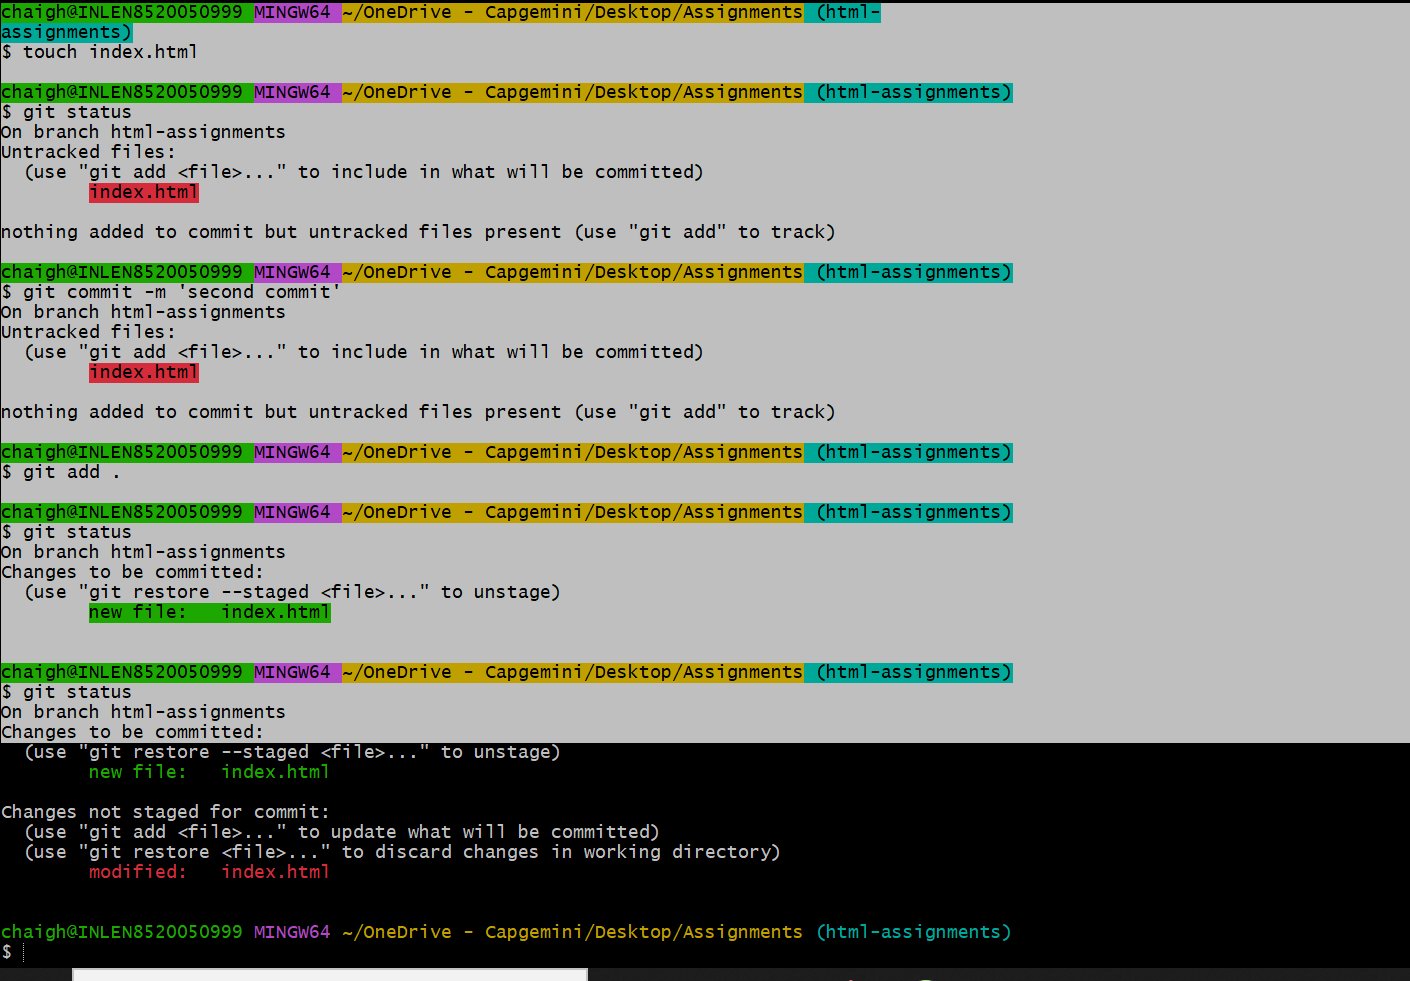 chaigh@INLEN8520050999 MINGW64 ~/OneDrive - Capgemini/Desktop/Assignments (html-
assignments)
$ touch index.html
chaigh@INLEN8520050999 MINGW64 ~/OneDrive - Capgemini/Desktop/Assignments (html-assignments)
$ git status
On branch html-assignments
Untracked files:
  (use "git add <file>..." to include in what will be committed)
        index.html
nothing added to commit but untracked files present (use "git add" to track)
chaigh@INLEN8520050999 MINGW64 ~/OneDrive - Capgemini/Desktop/Assignments (html-assignments)
$ git commit -m 'second commit'
On branch html-assignments
Untracked files:
  (use "git add <file>..." to include in what will be committed)
        index.html
nothing added to commit but untracked files present (use "git add" to track)
chaigh@INLEN8520050999 MINGW64 ~/OneDrive - Capgemini/Desktop/Assignments (html-assignments)
$ git add .
chaigh@INLEN8520050999 MINGW64 ~/OneDrive - Capgemini/Desktop/Assignments (html-assignments)
$ git status
On branch html-assignments
Changes to be committed:
  (use "git restore --staged <file>..." to unstage)
        new file:   index.html
chaigh@INLEN8520050999 MINGW64 ~/OneDrive - Capgemini/Desktop/Assignments (html-assignments)
$ git status
On branch html-assignments
Changes to be committed:
  (use "git restore --staged <file>..." to unstage)
        new file:   index.html
Changes not staged for commit:
  (use "git add <file>..." to update what will be committed)
  (use "git restore <file>..." to discard changes in working directory)
        modified:   index.html
chaigh@INLEN8520050999 MINGW64 ~/OneDrive - Capgemini/Desktop/Assignments (html-assignments)
$